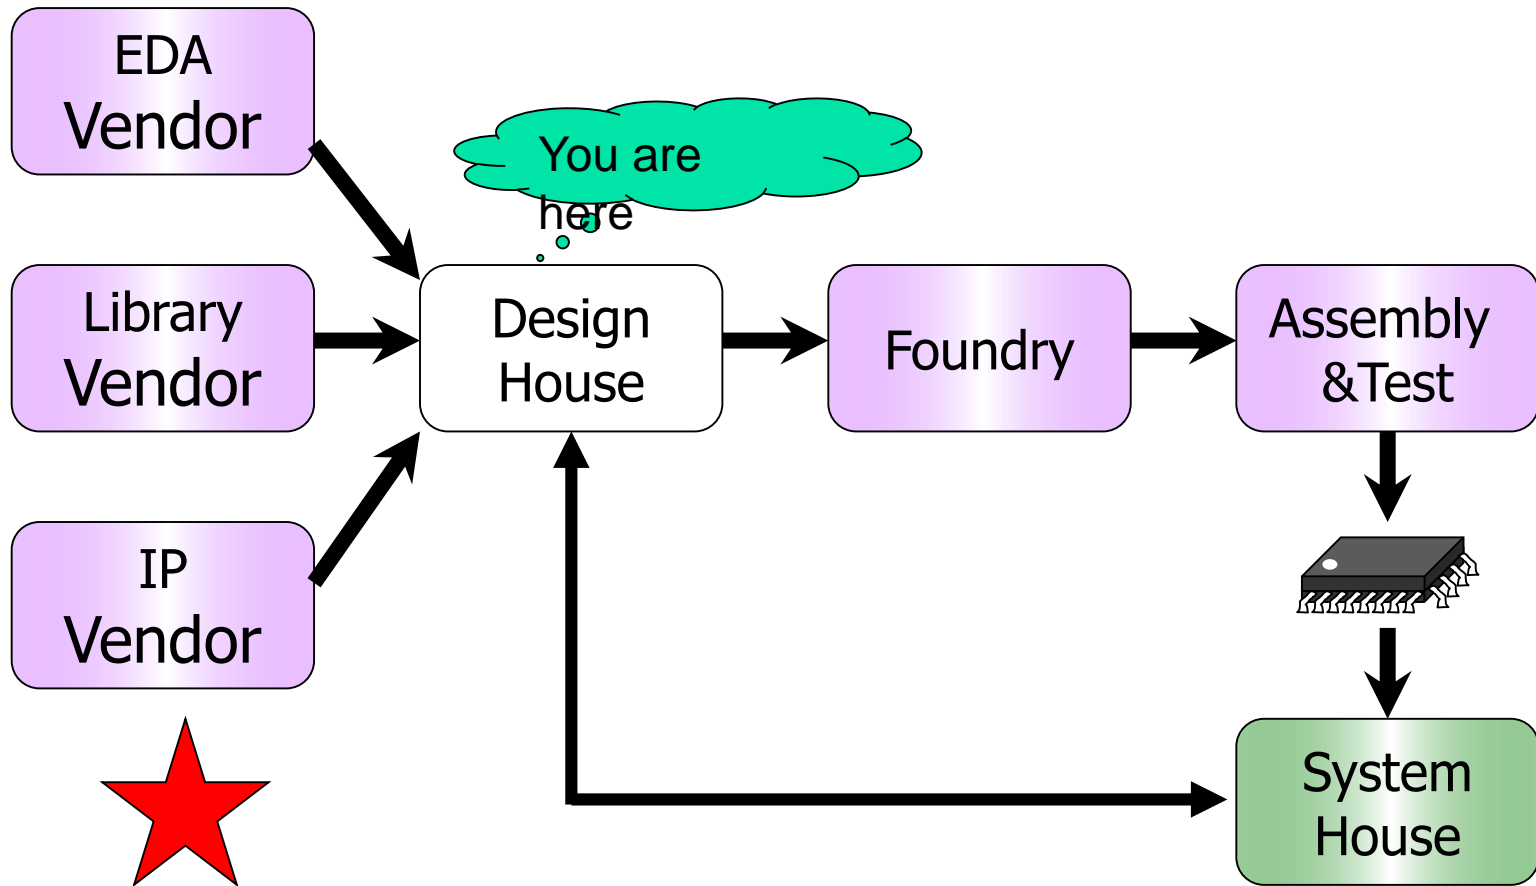 EDA
Vendor
You are
here
Library
Vendor
Design
House
Foundry
Assembly
&Test
IP
Vendor
System
House